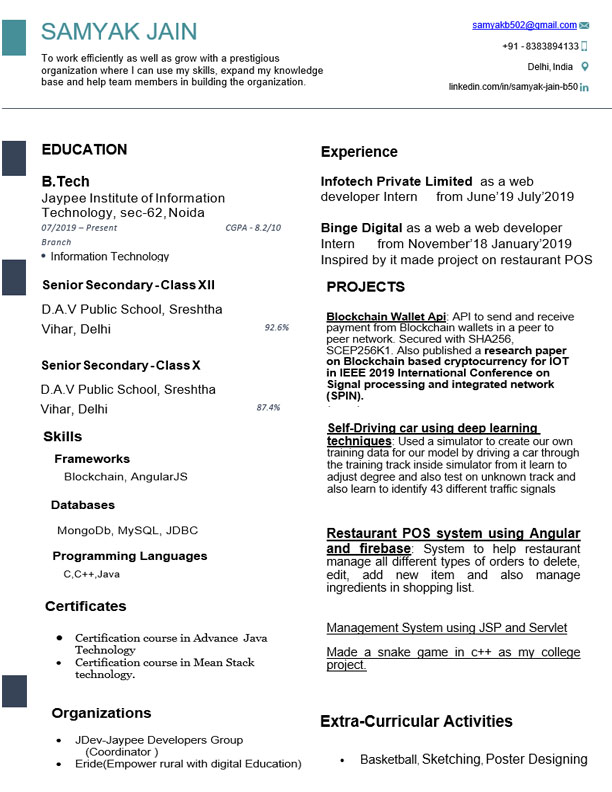 SAMYAK JAIN
To work efficiently as well as grow with a prestigious
organization where I can use my skills, expand my knowledge
base and help team members in building the organization.
samyakb502@gmail.com
+91 - 8383894133
Delhi, India
linkedin.com/in/samyak-jain-b50
in
EDUCATION
B.Tech
Jaypee Institute of Information
Technology, sec-62, Noida
07/2019 – Present CGPA - 8.2/10
Branch
• Information Technology
Senior Secondary - Class XII
D.A.V Public School, Sreshtha
Vihar, Delhi 92.6%
Senior Secondary - Class X
D.A.V Public School, Sreshtha
Vihar, Delhi 87.4%
Skills
Frameworks
Blockchain, AngularJS
Databases
MongoDb, MySQL, JDBC
Programming Languages
C,C++,Java
Certificates
• Certification course in Advance Java
Technology
• Certification course in Mean Stack
technology.
Organizations
• JDev-Jaypee Developers Group
(Coordinator )
• Eride(Empower rural with digital Education)
Experience
Infotech Private Limited as a web
developer Intern from June'19 July'2019
Binge Digital as a web a web developer
Intern from November'18 January'2019
Inspired by it made project on restaurant POS
PROJECTS
Blockchain Wallet Api: API to send and receive
payment from Blockchain wallets in a peer to
peer network. Secured with SHA256,
SCEP256K1. Also published a research paper
on Blockchain based cryptocurrency for IOT
in IEEE 2019 International Conference on
Signal processing and integrated network
(SPIN).
Self-Driving car using deep learning
techniques: Used a simulator to create our own
training data for our model by driving a car through
the training track inside simulator from it learn to
adjust degree and also test on unknown track and
also learn to identify 43 different traffic signals
Restaurant POS system using Angular
and firebase: System to help restaurant
manage all different types of orders to delete,
edit, add new item and also manage
ingredients in shopping list.
Management System using JSP and Servlet
Made a snake game in c++ as my college
project.
Extra-Curricular Activities
• Basketball, Sketching, Poster Designing